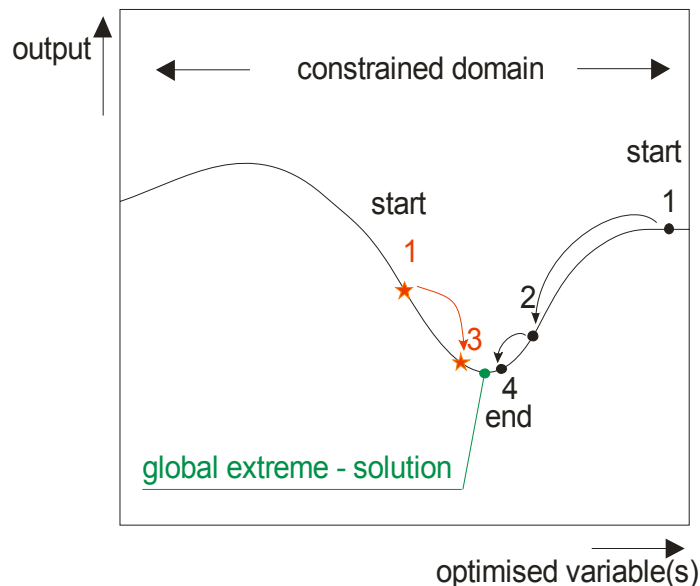 output
constrained domain
start
1
start
1
2
3
4
end
global extreme - solution
optimised variable(s)